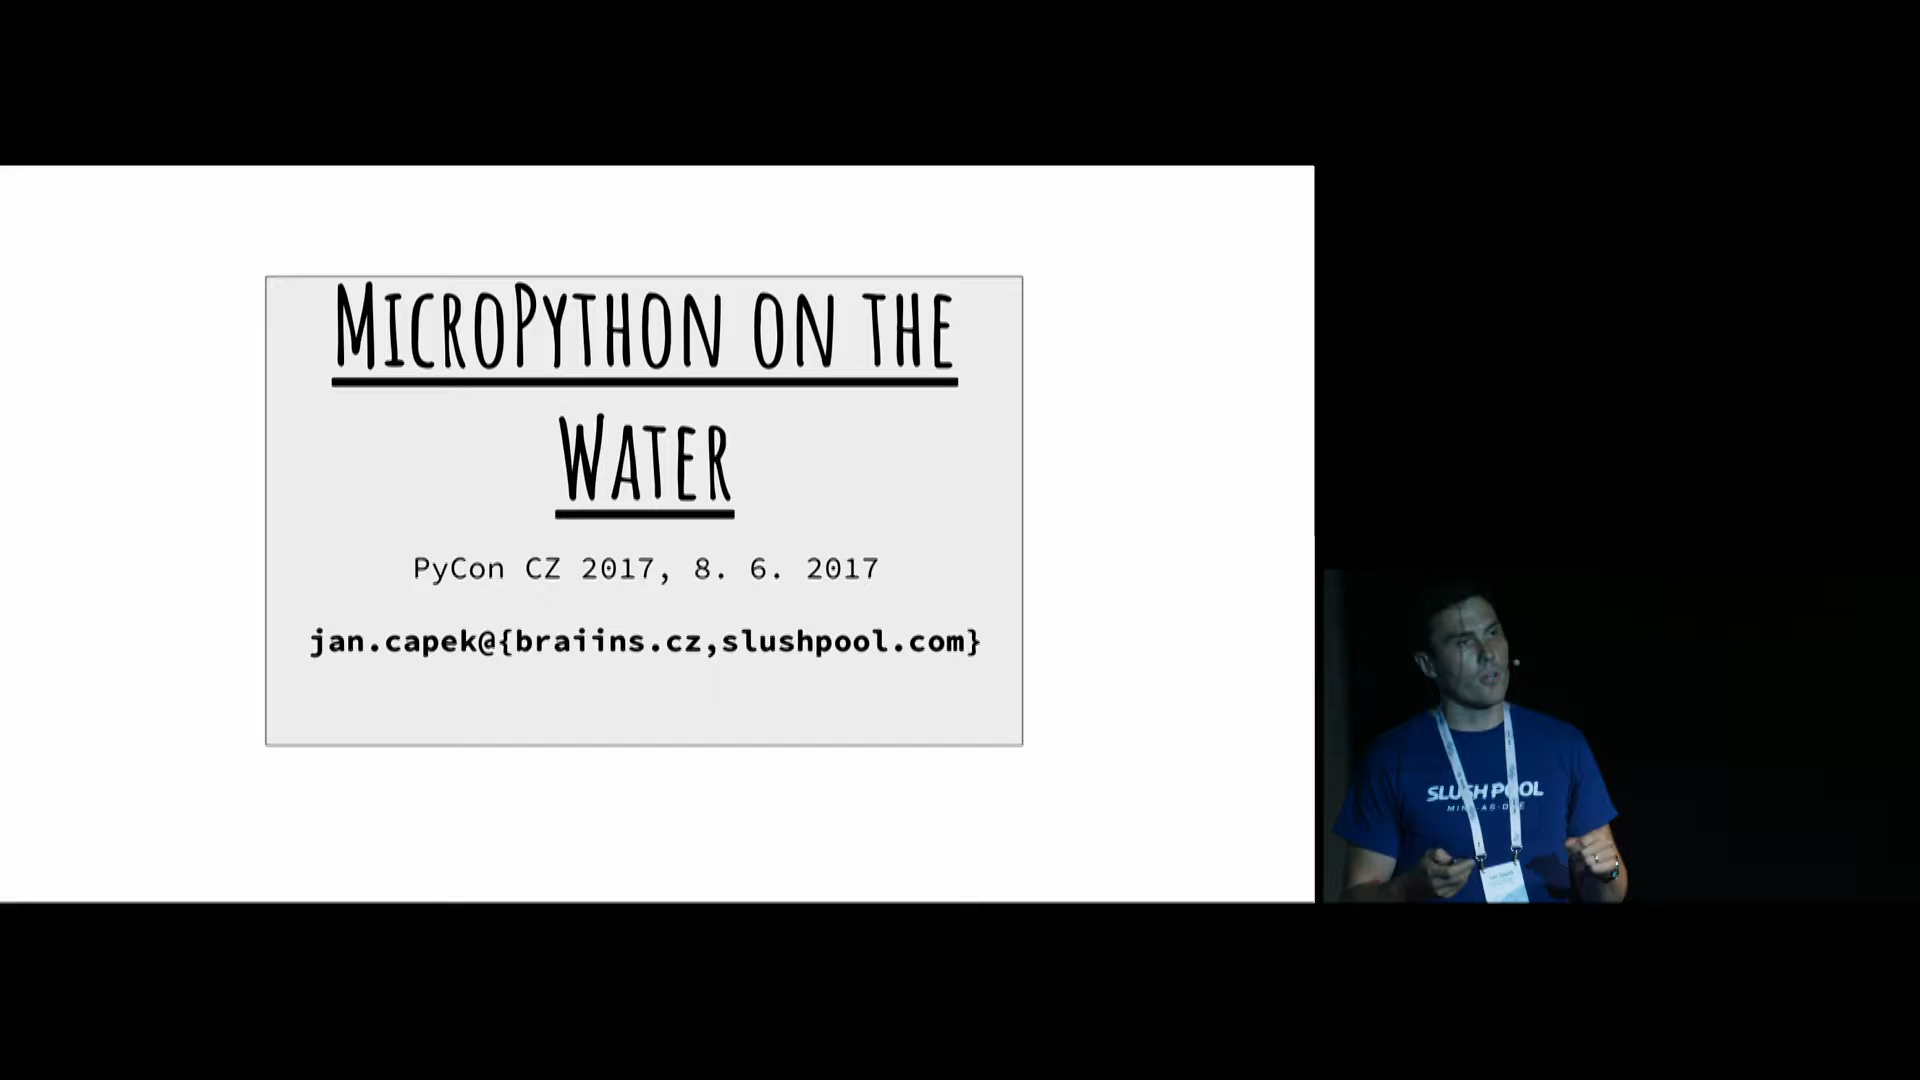 MicroPython on the
Water
PyCon CZ 2017, 8. 6. 2017
jan.capek@{braiins.cz,slushpool.com}
SLUSH POOL